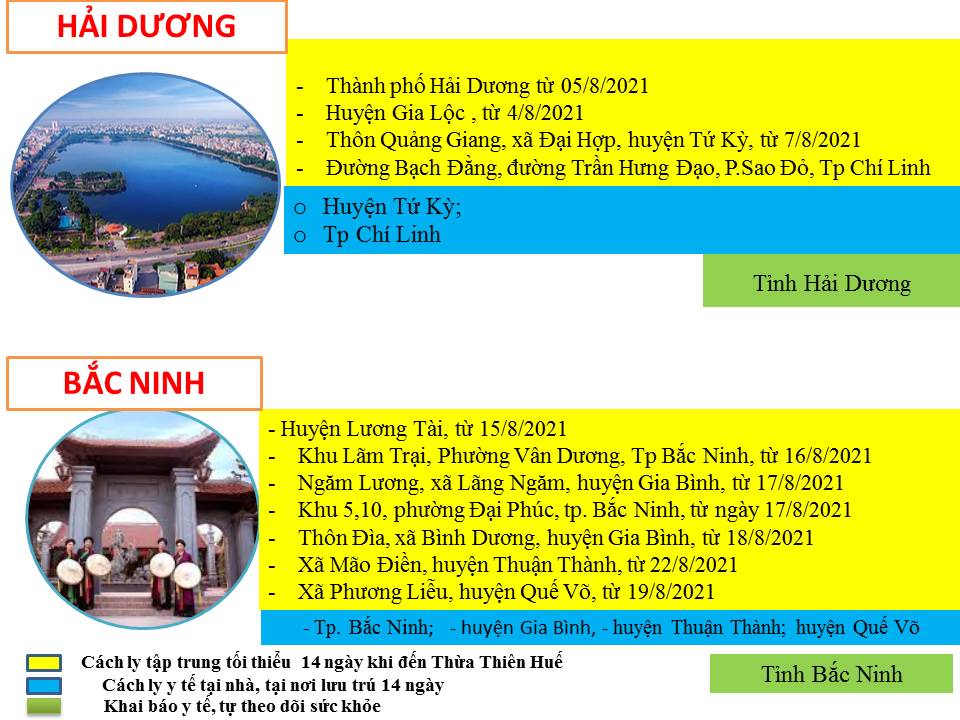 HẢI DƯƠNG
- Thành phố Hải Dương từ 05/8/2021
- Huyện Gia Lộc , từ 4/8/2021
- Thôn Quảng Giang, xã Đại Hợp, huyện Tứ Kỳ, từ 7/8/2021
- Đường Bạch Đằng, đường Trần Hưng Đạo, P.Sao Đỏ, Tp Chí Linh
o Huyện Tứ Kỳ;
o Tp Chí Linh
Tỉnh Hải Dương
BẮC NINH
- Huyện Lương Tài, từ 15/8/2021
- Khu Lãm Trại, Phường Vân Dương, Tp Bắc Ninh, từ 16/8/2021
- Ngăm Lương, xã Lãng Ngăm, huyện Gia Bình, từ 17/8/2021
- Khu 5,10, phường Đại Phúc, tp. Bắc Ninh, từ ngày 17/8/2021
- Thôn Đìa, xã Bình Dương, huyện Gia Bình, từ 18/8/2021
- Xã Mão Điền, huyện Thuận Thành, từ 22/8/2021
- Xã Phương Liễu, huyện Quế Võ, từ 19/8/2021
- Tp. Bắc Ninh; - huyện Gia Bình, - huyện Thuận Thành; huyện Quế Võ
Cách ly tập trung tối thiểu 14 ngày khi đến Thừa Thiên Huế
Cách ly y tế tại nhà, tại nơi lưu trú 14 ngày
Khai báo y tế, tự theo dõi sức khỏe
Tỉnh Bắc Ninh